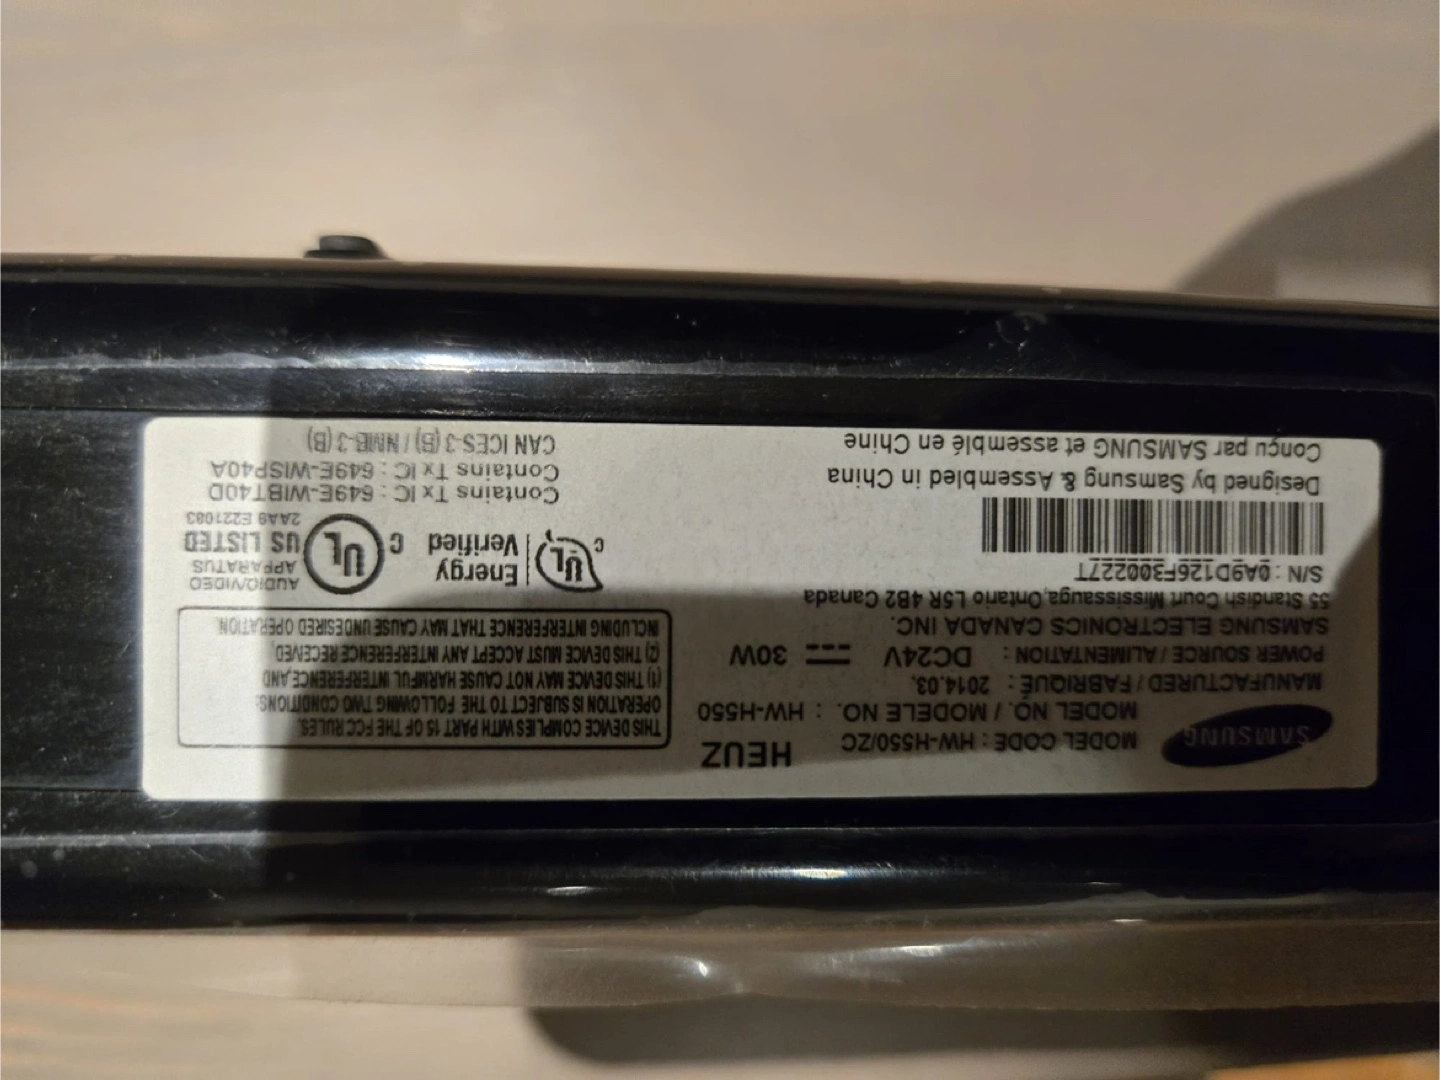 SAMSUNG
MODEL CODE : HW-H550/ZC
HEUZ
MODEL NO. / MODELE NO. : HW-H550
MANUFACTURED / FABRIQUÉ : 2014.03.
POWER SOURCE / ALIMENTATION : DC24V ⎓ 30W
SAMSUNG ELECTRONICS CANADA INC.
55 Standish Court Mississauga,Ontario L5R 4B2 Canada
S/N : 0A9D126F300227T
Designed by Samsung & Assembled in China
Conçu par SAMSUNG et assemblé en Chine
THIS DEVICE COMPLIES WITH PART 15 OF THE FCC RULES.
OPERATION IS SUBJECT TO THE FOLLOWING TWO CONDITIONS:
(1) THIS DEVICE MAY NOT CAUSE HARMFUL INTERFERENCE,AND
(2) THIS DEVICE MUST ACCEPT ANY INTERFERENCE RECEIVED,
INCLUDING INTERFERENCE THAT MAY CAUSE UNDESIRED OPERATION.
c UL Energy Verified
C UL US LISTED
AUDIO/VIDEO
APPARATUS
2AA9 E221083
Contains Tx IC : 649E-WIBT40D
Contains Tx IC : 649E-WISP40A
CAN ICES-3 (B) / NMB-3 (B)